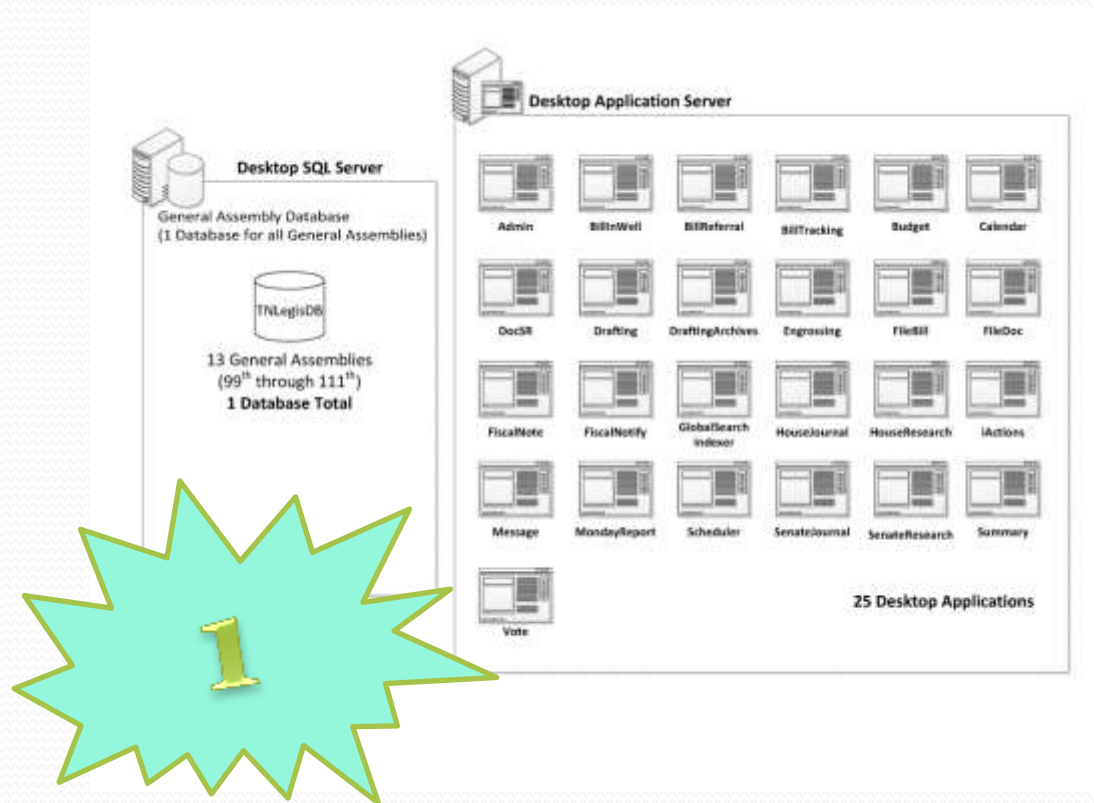 Desktop Application Server
Desktop SQL Server
General Assembly Database
(1 Database for all General Assemblies)
TNLegisDB
13 General Assemblies
(99th through 111th)
1 Database Total
Admin
BillInWell
BillReferral
BillTracking
Budget
Calendar
DocSR
Drafting
DraftingArchives
Engrossing
FileBill
FileDoc
FiscalNote
FiscalNotify
GlobalSearch
Indexer
HouseJournal
HouseResearch
iActions
Message
MondayReport
Scheduler
SenateJournal
SenateResearch
Summary
Vote
25 Desktop Applications
1